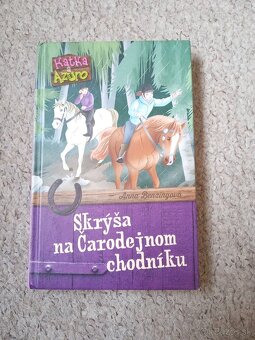 Katka
a
Azúro
Anna Benzingová
Skrýša
na Čarodejnom
chodníku